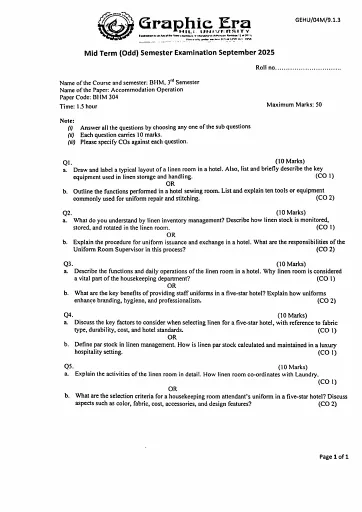 GEHU/04M/9.1.3
Graphic Era
HILL UNIVERSITY
Mid Term (Odd) Semester Examination September 2025
Roll no.................................
Name of the Course and semester: BHM, 3rd Semester
Name of the Paper: Accommodation Operation
Paper Code: BHM 304
Time: 1.5 hour Maximum Marks: 50
Note:
(i) Answer all the questions by choosing any one of the sub questions
(ii) Each question carries 10 marks.
(iii) Please specify COs against each question.
Q1. (10 Marks)
a. Draw and label a typical layout of a linen room in a hotel. Also, list and briefly describe the key
equipment used in linen storage and handling. (CO 1)
OR
b. Outline the functions performed in a hotel sewing room. List and explain ten tools or equipment
commonly used for uniform repair and stitching. (CO 2)
Q2. (10 Marks)
a. What do you understand by linen inventory management? Describe how linen stock is monitored,
stored, and rotated in the linen room. (CO 1)
OR
b. Explain the procedure for uniform issuance and exchange in a hotel. What are the responsibilities of the
Uniform Room Supervisor in this process? (CO 2)
Q3. (10 Marks)
a. Describe the functions and daily operations of the linen room in a hotel. Why linen room is considered
a vital part of the housekeeping department? (CO 1)
OR
b. What are the key benefits of providing staff uniforms in a five-star hotel? Explain how uniforms
enhance branding, hygiene, and professionalism. (CO 2)
Q4. (10 Marks)
a. Discuss the key factors to consider when selecting linen for a five-star hotel, with reference to fabric
type, durability, cost, and hotel standards. (CO 1)
OR
b. Define par stock in linen management. How is linen par stock calculated and maintained in a luxury
hospitality setting. (CO 1)
Q5. (10 Marks)
a. Explain the activities of the linen room in detail. How linen room co-ordinates with Laundry.
(CO 1)
OR
b. What are the selection criteria for a housekeeping room attendant's uniform in a five-star hotel? Discuss
aspects such as color, fabric, cost, accessories, and design features? (CO 2)
Page 1 of 1